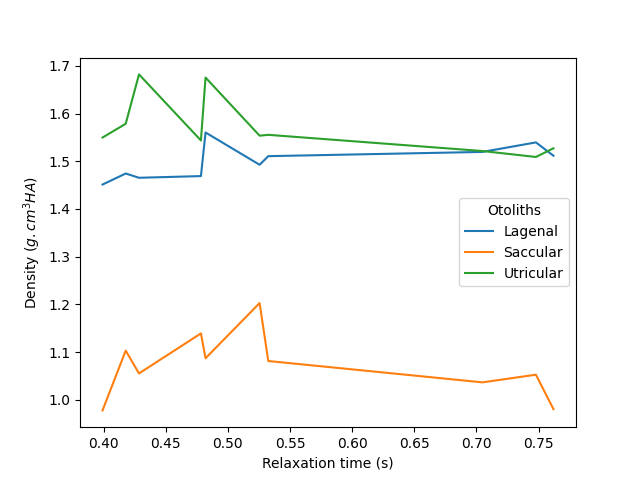 1.7
1.6
1.5
1.4
1.3
1.2
1.1
1.0
Density (g.cm³HA)
Otoliths
Lagenal
Saccular
Utricular
0.40 0.45 0.50 0.55 0.60 0.65 0.70 0.75
Relaxation time (s)